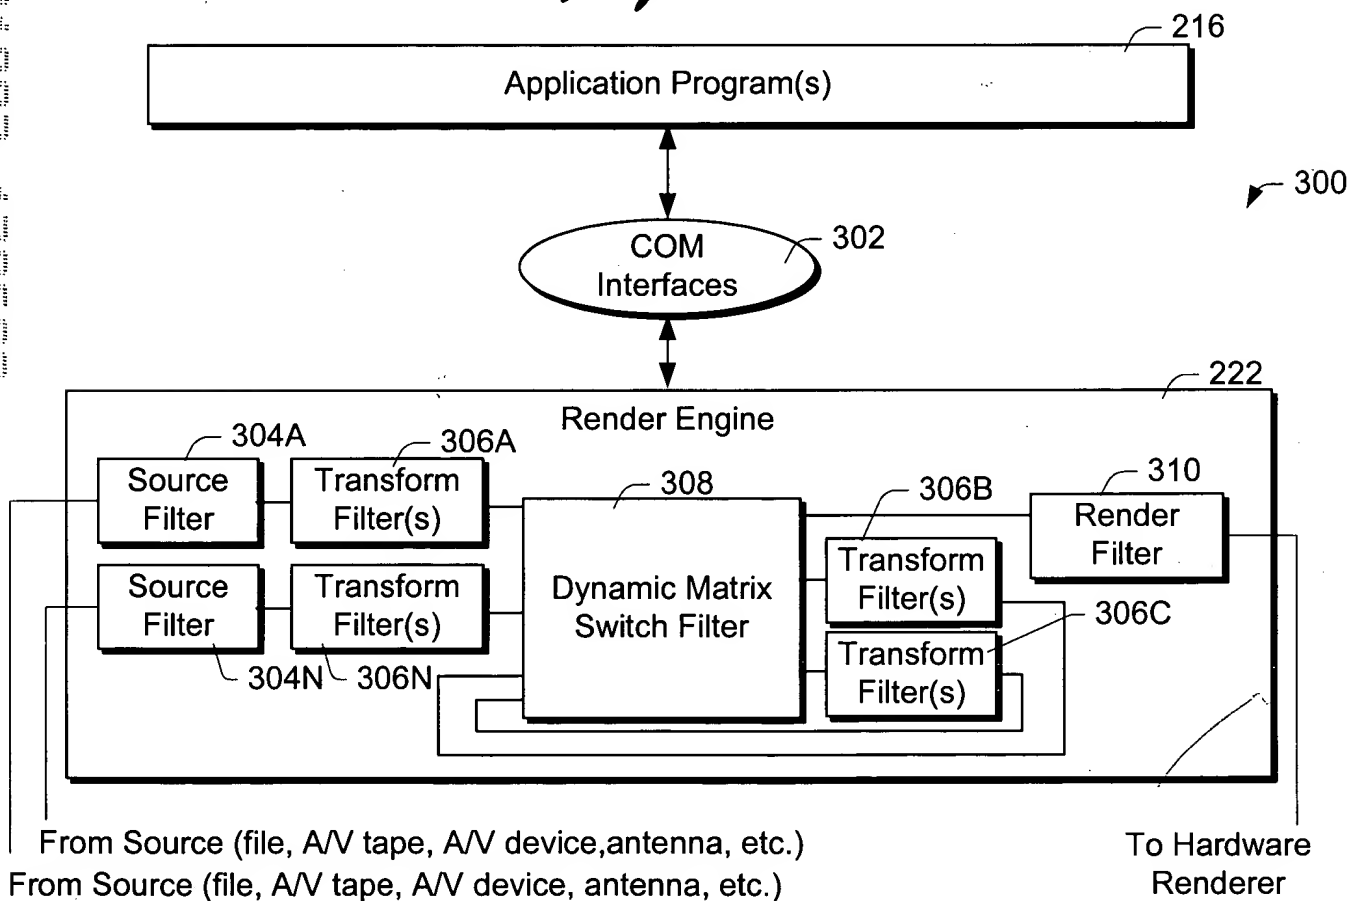 216
Application Program(s)
300
COM
Interfaces
302
222
Render Engine
304A
306A
Source
Filter
Transform
Filter(s)
308
306B
310
Render
Filter
Dynamic Matrix
Switch Filter
Transform
Filter(s)
Source
Filter
Transform
Filter(s)
306C
Transform
Filter(s)
304N
306N
From Source (file, A/V tape, A/V device,antenna, etc.)
From Source (file, A/V tape, A/V device, antenna, etc.)
To Hardware
Renderer